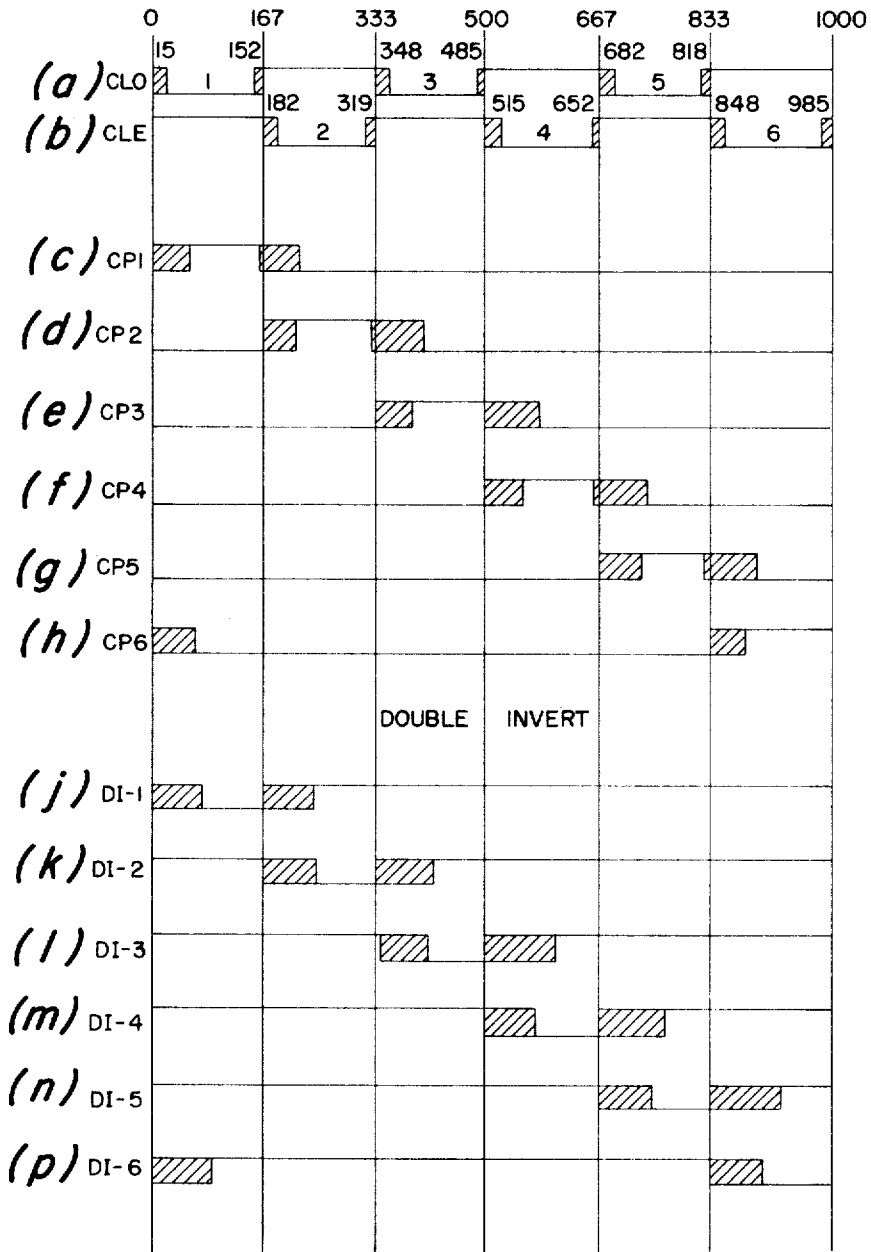 0 167 333 500 667 833 1000
15 152 348 485 682 818
(a) CLO 1 3 5
182 319 515 652 848 985
(b) CLE 2 4 6
(c) CP1
(d) CP2
(e) CP3
(f) CP4
(g) CP5
(h) CP6
DOUBLE INVERT
(j) DI-1
(k) DI-2
(l) DI-3
(m) DI-4
(n) DI-5
(p) DI-6